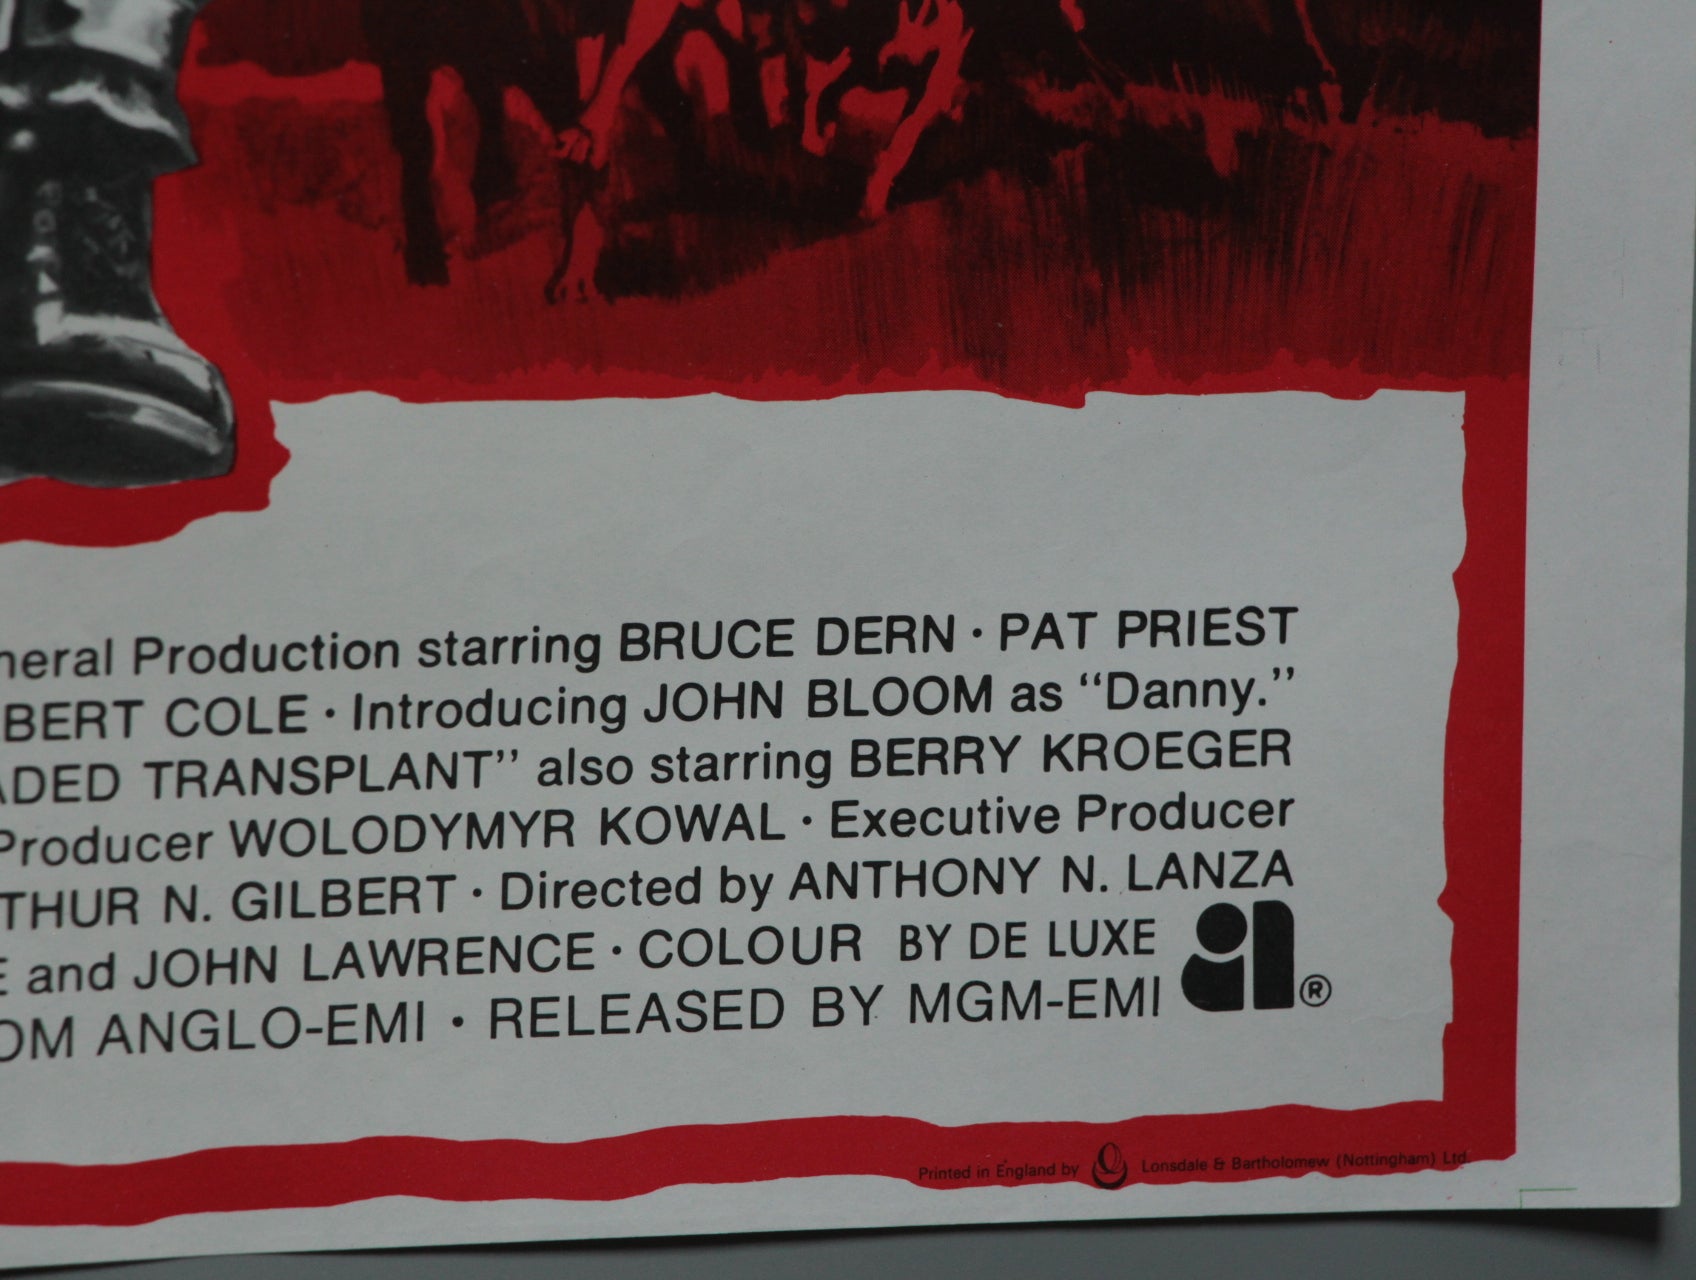 neral Production starring BRUCE DERN · PAT PRIEST
BERT COLE · Introducing JOHN BLOOM as “Danny.”
ADED TRANSPLANT” also starring BERRY KROEGER
Producer WOLODYMYR KOWAL · Executive Producer
THUR N. GILBERT · Directed by ANTHONY N. LANZA
E and JOHN LAWRENCE · COLOUR BY DE LUXE
OM ANGLO-EMI · RELEASED BY MGM-EMI ai ®
Printed in England by Lonsdale & Bartholomew (Nottingham) Ltd.